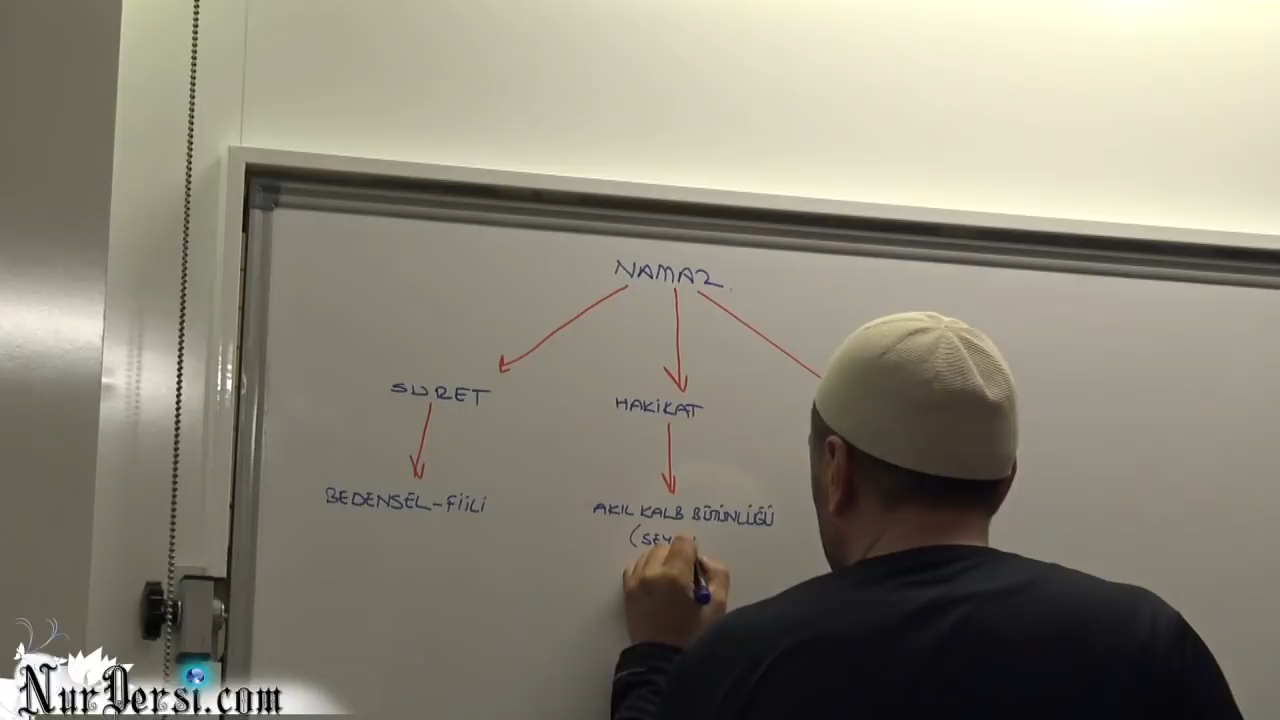 NAMAZ.
SURET
HAKİKAT
BEDENSEL-FİİLİ
AKIL KALB BÜTÜNLÜĞÜ
NurDersi.com